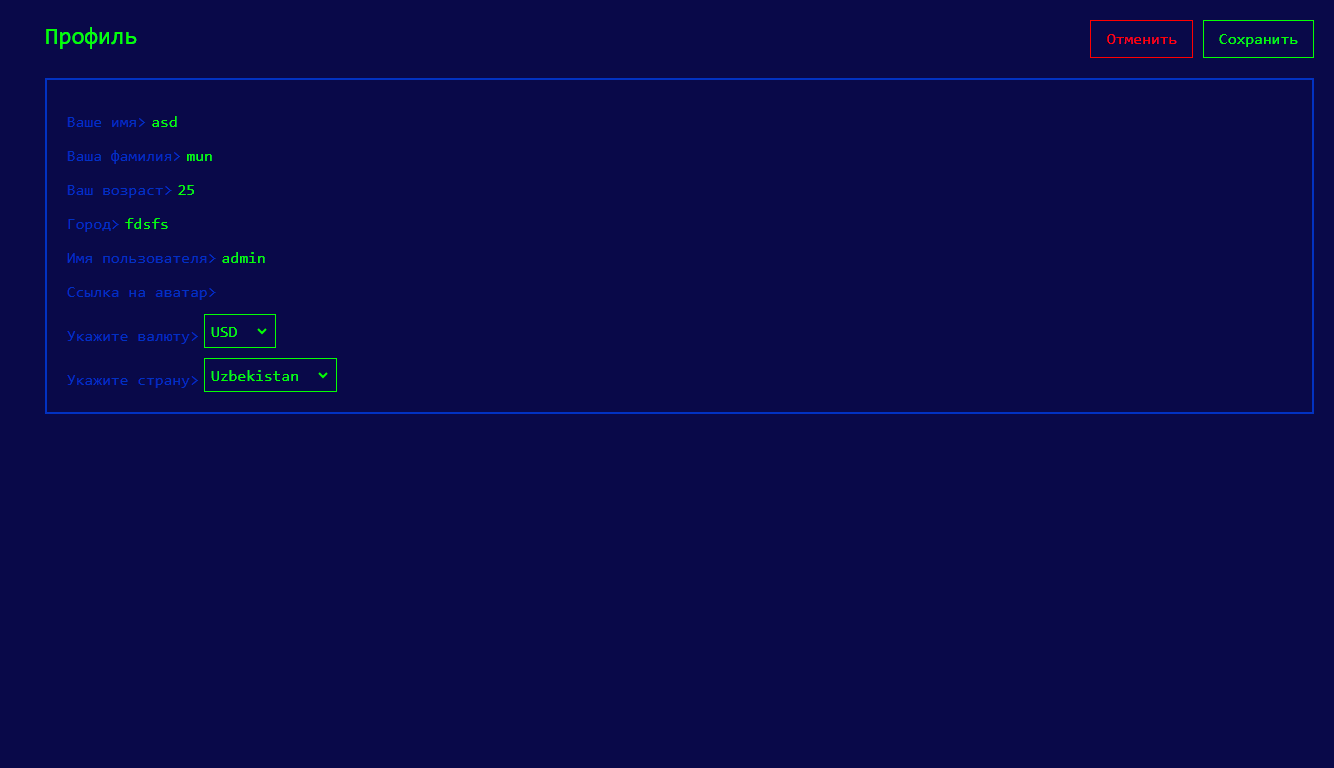 Профиль
Отменить Сохранить
Ваше имя> asd
Ваша фамилия> mun
Ваш возраст> 25
Город> fdsfs
Имя пользователя> admin
Ссылка на аватар>
Укажите валюту> USD
Укажите страну> Uzbekistan